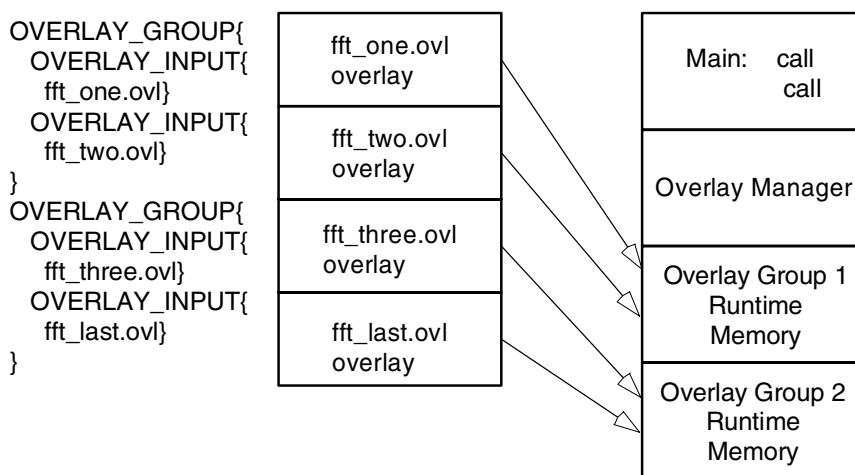 OVERLAY_GROUP{
OVERLAY_INPUT{
fft_one.ovl}
OVERLAY_INPUT{
fft_two.ovl}
}
OVERLAY_GROUP{
OVERLAY_INPUT{
fft_three.ovl}
OVERLAY_INPUT{
fft_last.ovl}
}
fft_one.ovl
overlay
fft_two.ovl
overlay
fft_three.ovl
overlay
fft_last.ovl
overlay
Main: call
call
Overlay Manager
Overlay Group 1
Runtime
Memory
Overlay Group 2
Runtime
Memory